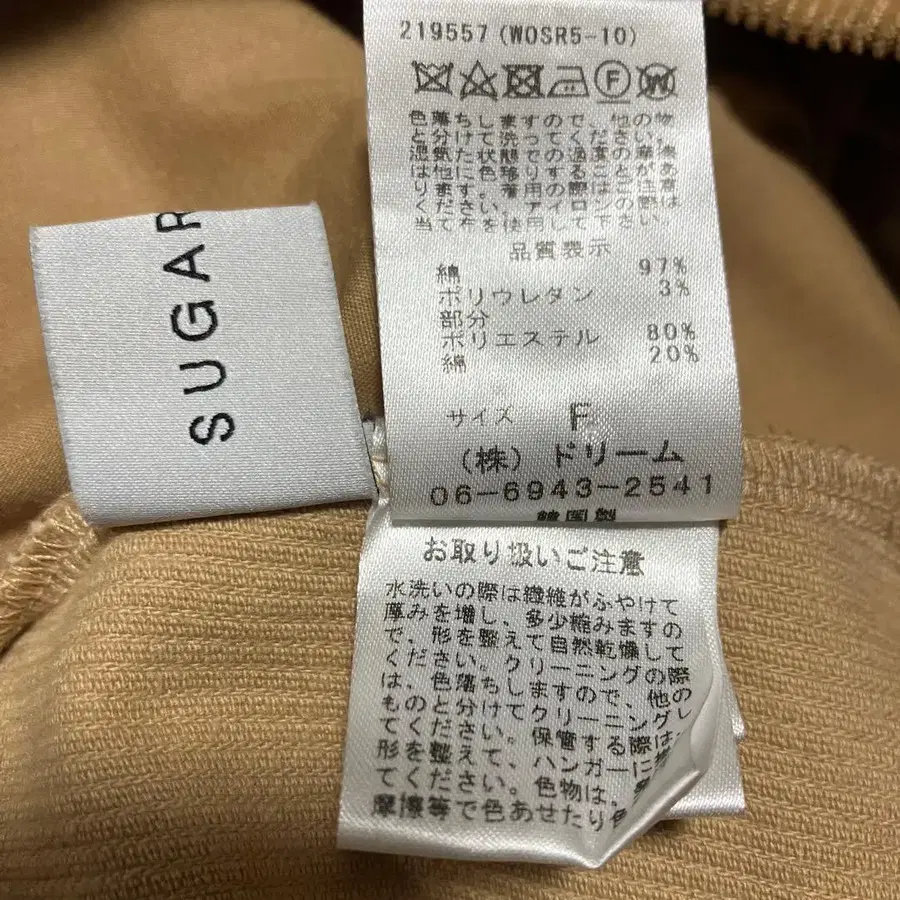 219557(WOSR5-10)
F
W
色落ちしますので、他の物
と分けて洗ってください。
湿気た状態での過度の摩擦
は他に色移りする事があ
ります。着用の際はご注意
ください。アイロンの際は
当て布を使用して下さい。
品質表示
綿 97%
ポリウレタン 3%
部分
ポリエステル 80%
綿 20%
サイズ F
(株)ドリーム
06-6943-2541
韓国製
SUGAR
お取り扱いご注意
水洗いの際は繊維がふやけて
厚みを増し、多少縮みますの
で、形を整えて自然乾燥して
ください。クリーニングの際
は、色落ちしますので、他の
ものと分けてクリーニングし
てください。保管する際は、
形を整えて、ハンガーに
てください。色物は、
摩擦等で色あせたり色